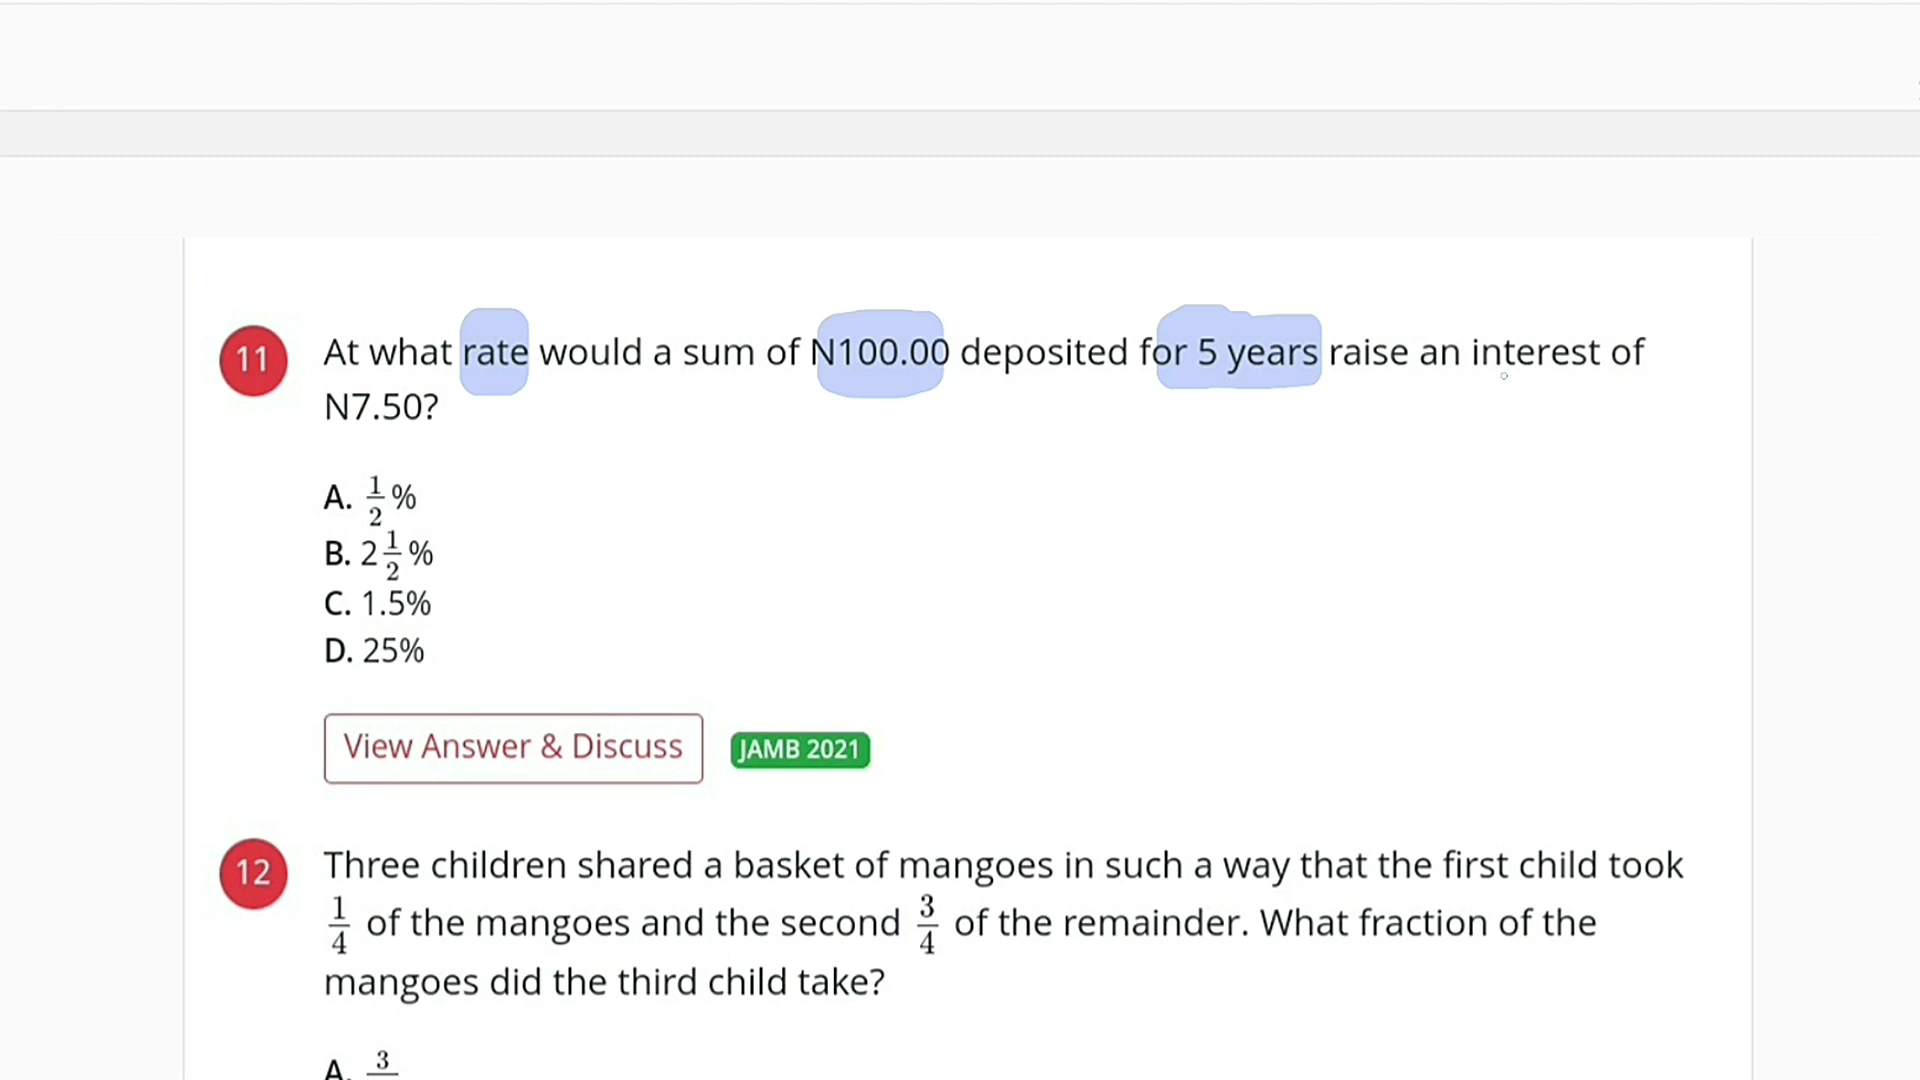 11 At what rate would a sum of N100.00 deposited for 5 years raise an interest of
N7.50?
A. 1/2 %
B. 2 1/2 %
C. 1.5%
D. 25%
View Answer & Discuss JAMB 2021
12 Three children shared a basket of mangoes in such a way that the first child took
1/4 of the mangoes and the second 3/4 of the remainder. What fraction of the
mangoes did the third child take?
A. 3